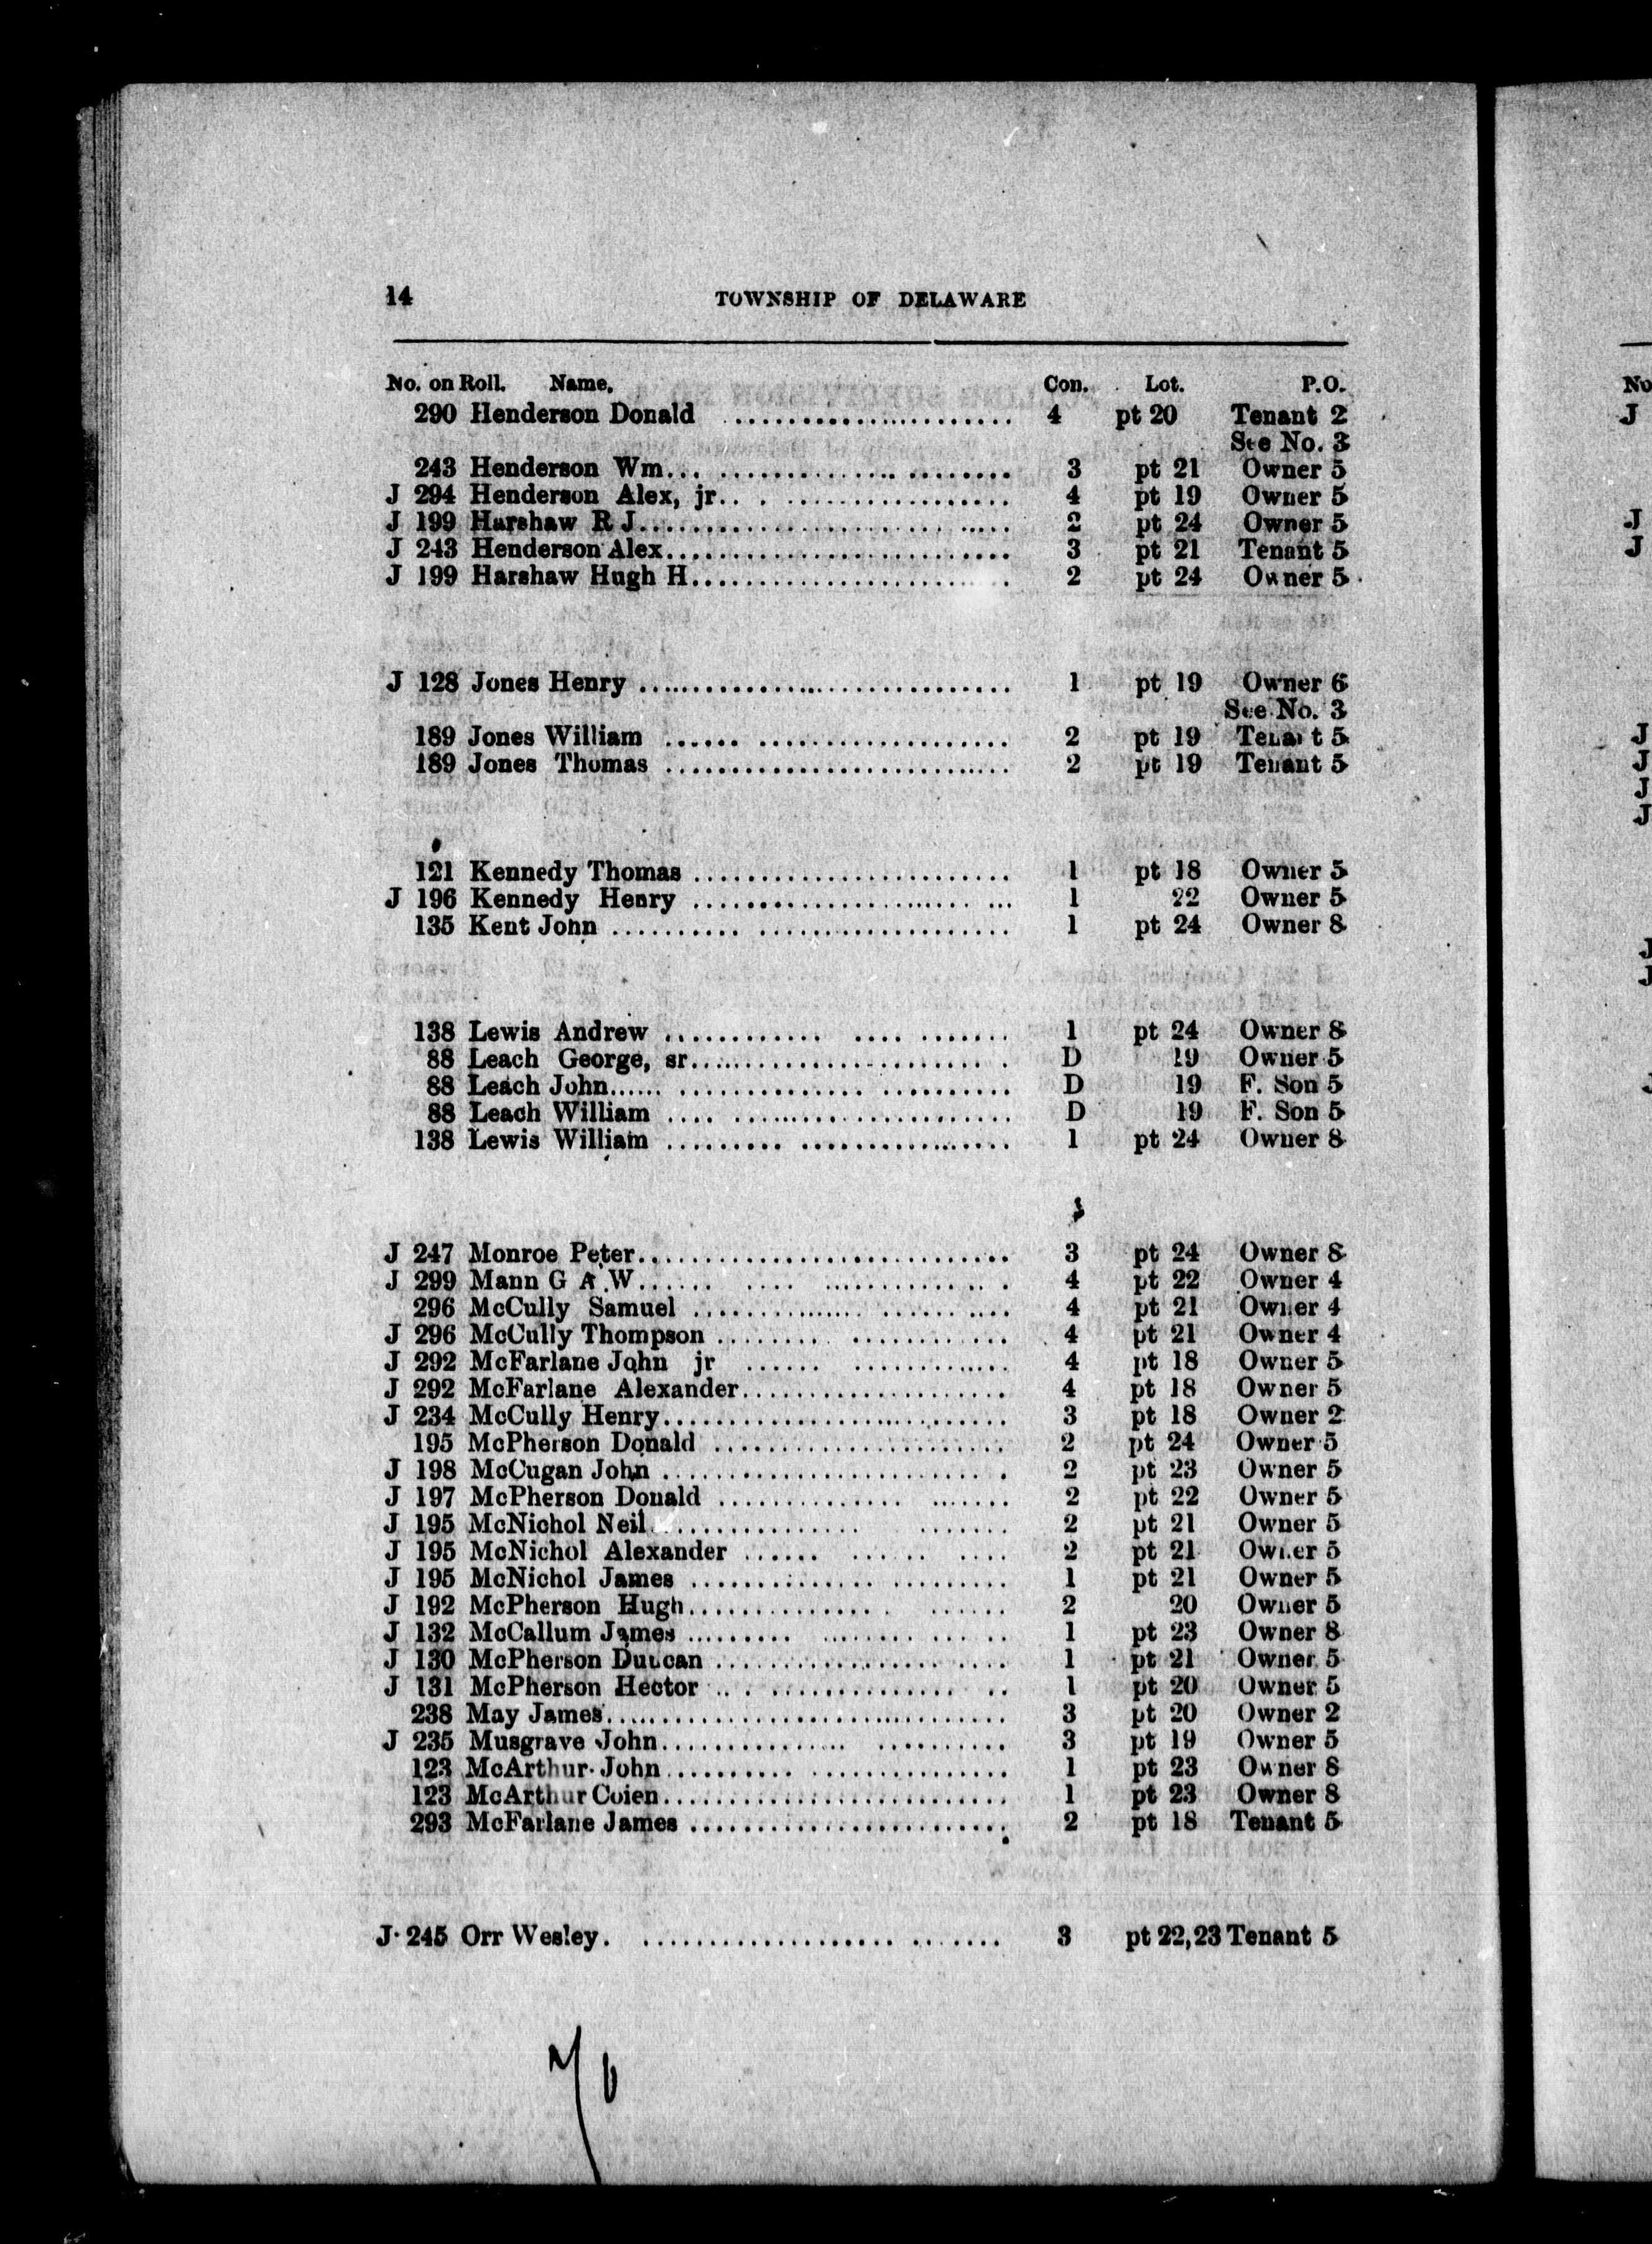 14 TOWNSHIP OF DELAWARE
No. on Roll. Name. Con. Lot. P.O.
290 Henderson Donald .................... 4 pt 20 Tenant 2
See No. 3
243 Henderson Wm... .................... 3 pt 21 Owner 5
J 294 Henderson Alex, jr.. .................... 4 pt 19 Owner 5
J 199 Harshaw R J.................... 2 pt 24 Owner 5
J 243 Henderson Alex.................... 3 pt 21 Tenant 5
J 199 Harshaw Hugh H.................... 2 pt 24 Owner 5
J 128 Jones Henry .................... 1 pt 19 Owner 6
See No. 3
189 Jones William .................... 2 pt 19 Tenant 5
189 Jones Thomas .................... 2 pt 19 Tenant 5
121 Kennedy Thomas .................... 1 pt 18 Owner 5
J 196 Kennedy Henry .................... 1 22 Owner 5
135 Kent John .................... 1 pt 24 Owner 8
138 Lewis Andrew .................... 1 pt 24 Owner 8
88 Leach George, sr.................... D 19 Owner 5
88 Leach John.................... D 19 F. Son 5
88 Leach William .................... D 19 F. Son 5
138 Lewis William .................... 1 pt 24 Owner 8
J 247 Monroe Peter.................... 3 pt 24 Owner 8
J 299 Mann G A W.................... 4 pt 22 Owner 4
296 McCully Samuel .................... 4 pt 21 Owner 4
J 296 McCully Thompson .................... 4 pt 21 Owner 4
J 292 McFarlane John jr .................... 4 pt 18 Owner 5
J 292 McFarlane Alexander.................... 4 pt 18 Owner 5
J 234 McCully Henry.................... 3 pt 18 Owner 2
195 McPherson Donald .................... 2 pt 24 Owner 5
J 198 McCugan John .................... 2 pt 23 Owner 5
J 197 McPherson Donald .................... 2 pt 22 Owner 5
J 195 McNichol Neil .................... 2 pt 21 Owner 5
J 195 McNichol Alexander .................... 2 pt 21 Owner 5
J 195 McNichol James .................... 1 pt 21 Owner 5
J 192 McPherson Hugh.................... 2 20 Owner 5
J 132 McCallum James .................... 1 pt 23 Owner 8
J 130 McPherson Duncan .................... 1 pt 21 Owner 5
J 131 McPherson Hector .................... 1 pt 20 Owner 5
238 May James.................... 3 pt 20 Owner 2
J 235 Musgrave John.................... 3 pt 19 Owner 5
123 McArthur John .................... 1 pt 23 Owner 8
123 McArthur Coien.................... 1 pt 23 Owner 8
293 McFarlane James .................... 2 pt 18 Tenant 5
J 245 Orr Wesley. .................... 3 pt 22,23 Tenant 5